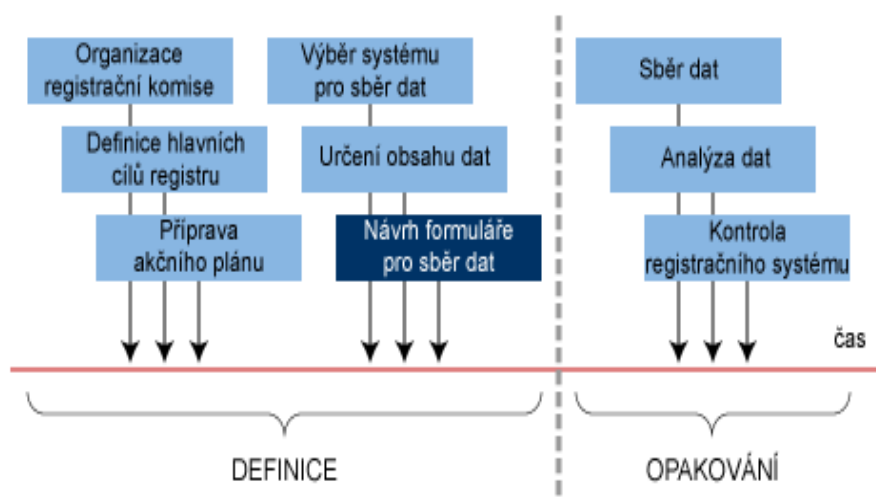 Organizace
registrační komise
Definice hlavních
cílů registru
Příprava
akčního plánu
Výběr systému
pro sběr dat
Určení obsahu dat
Návrh formuláře
pro sběr dat
Sběr dat
Analýza dat
Kontrola
registračního systému
čas
DEFINICE
OPAKOVÁNÍ